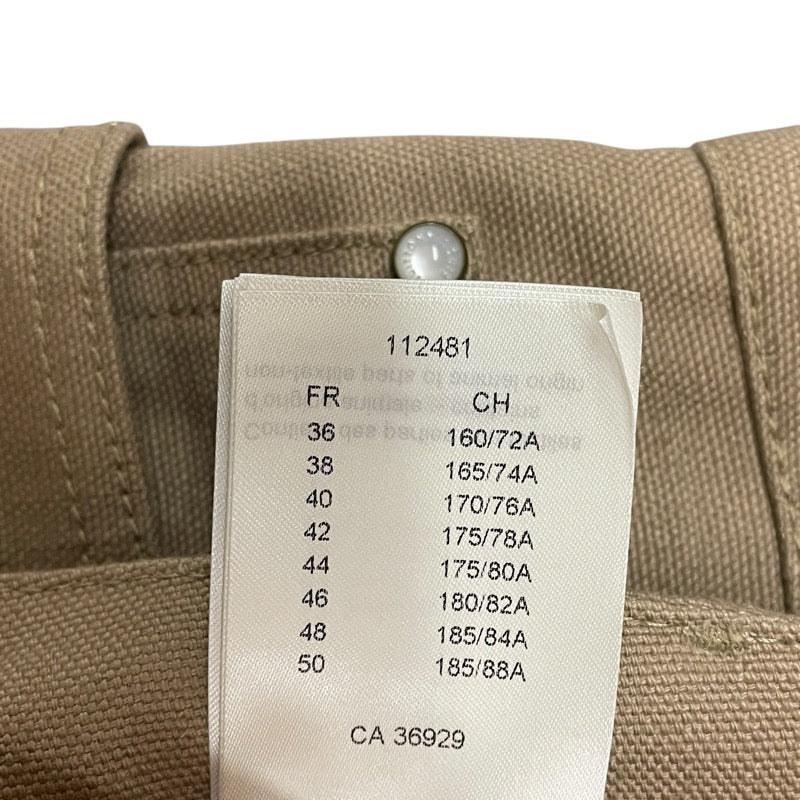 112481
FR CH
36 160/72A
38 165/74A
40 170/76A
42 175/78A
44 175/80A
46 180/82A
48 185/84A
50 185/88A
CA 36929